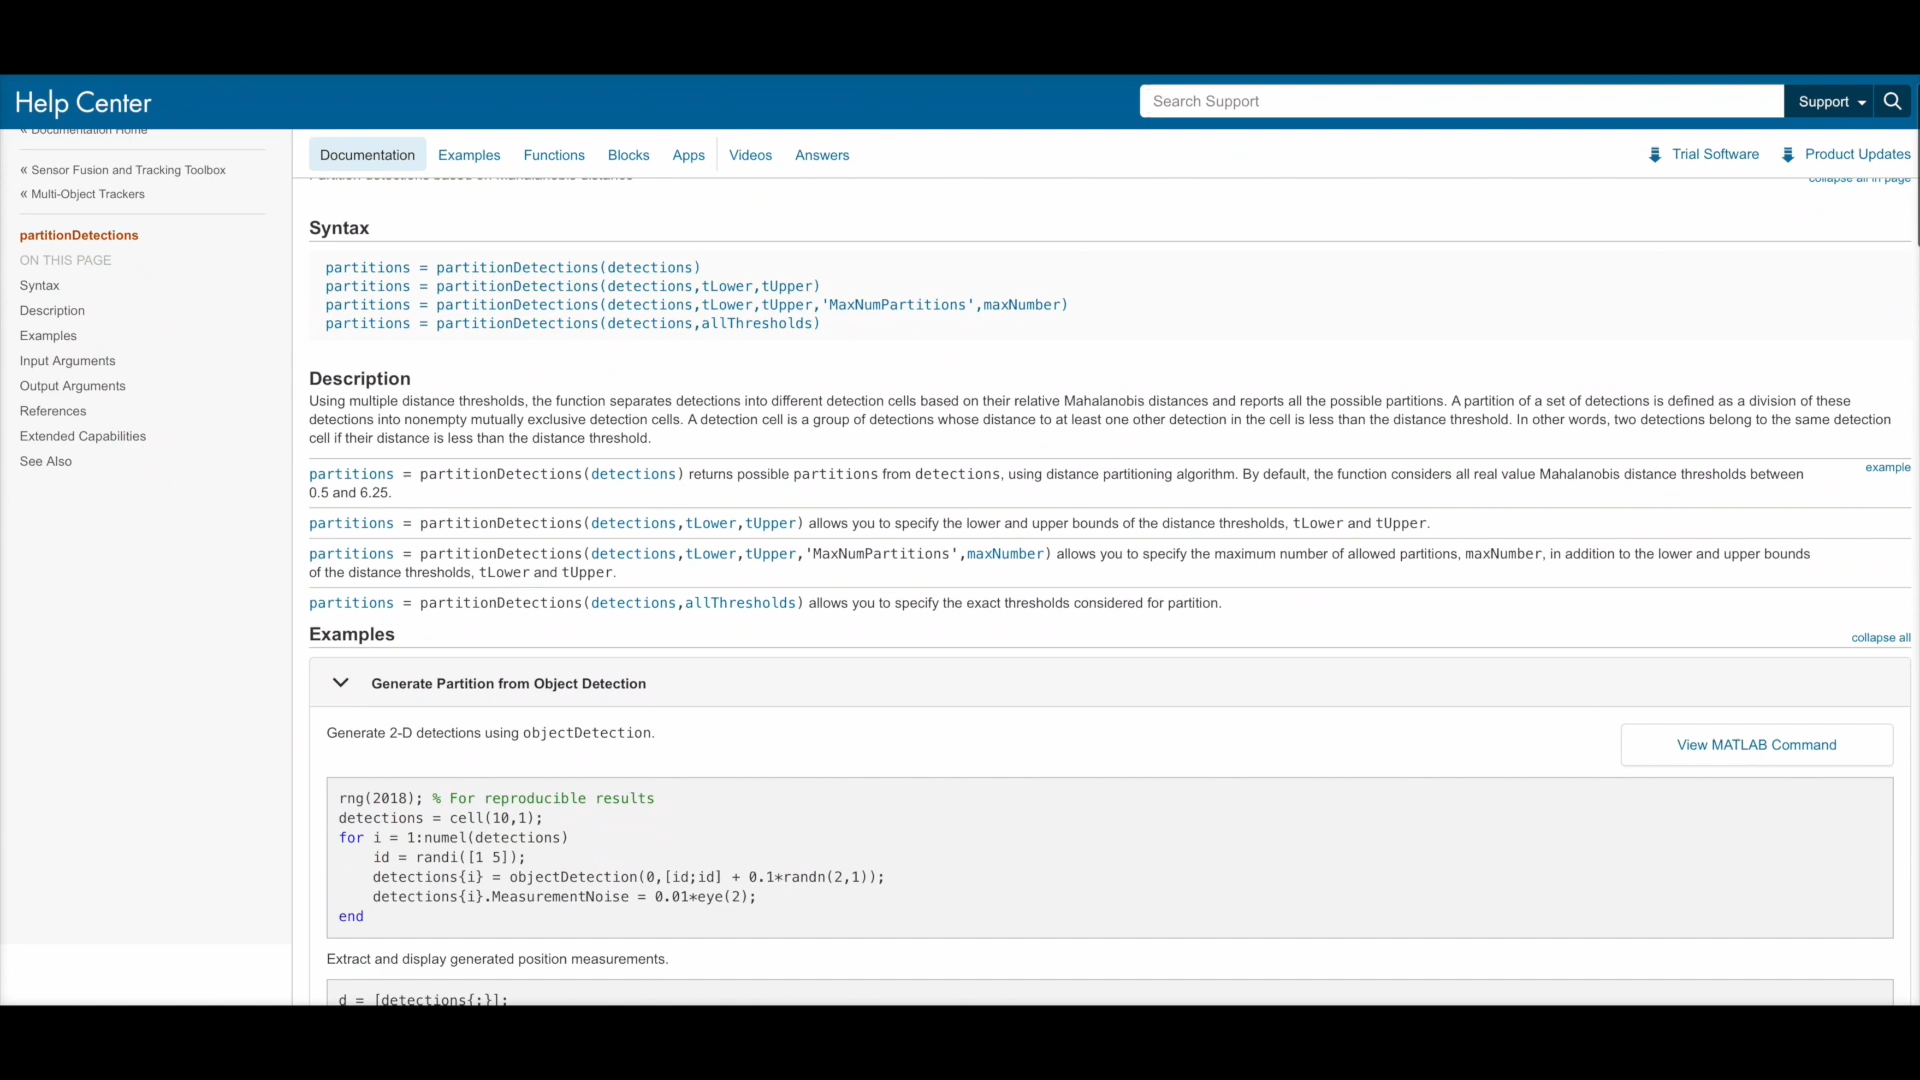 Help Center
Search Support
Support
« Documentation Home
« Sensor Fusion and Tracking Toolbox
« Multi-Object Trackers
partitionDetections
ON THIS PAGE
Syntax
Description
Examples
Input Arguments
Output Arguments
References
Extended Capabilities
See Also
Documentation
Examples
Functions
Blocks
Apps
Videos
Answers
Trial Software
Product Updates
Partition detections based on Mahalanobis distance
collapse all in page
Syntax
partitions = partitionDetections(detections)
partitions = partitionDetections(detections,tLower,tUpper)
partitions = partitionDetections(detections,tLower,tUpper,'MaxNumPartitions',maxNumber)
partitions = partitionDetections(detections,allThresholds)
Description
Using multiple distance thresholds, the function separates detections into different detection cells based on their relative Mahalanobis distances and reports all the possible partitions. A partition of a set of detections is defined as a division of these
detections into nonempty mutually exclusive detection cells. A detection cell is a group of detections whose distance to at least one other detection in the cell is less than the distance threshold. In other words, two detections belong to the same detection
cell if their distance is less than the distance threshold.
partitions = partitionDetections(detections) returns possible partitions from detections, using distance partitioning algorithm. By default, the function considers all real value Mahalanobis distance thresholds between
0.5 and 6.25.
example
partitions = partitionDetections(detections,tLower,tUpper) allows you to specify the lower and upper bounds of the distance thresholds, tLower and tUpper.
partitions = partitionDetections(detections,tLower,tUpper,'MaxNumPartitions',maxNumber) allows you to specify the maximum number of allowed partitions, maxNumber, in addition to the lower and upper bounds
of the distance thresholds, tLower and tUpper.
partitions = partitionDetections(detections,allThresholds) allows you to specify the exact thresholds considered for partition.
Examples
collapse all
Generate Partition from Object Detection
Generate 2-D detections using objectDetection.
View MATLAB Command
rng(2018); % For reproducible results
detections = cell(10,1);
for i = 1:numel(detections)
    id = randi([1 5]);
    detections{i} = objectDetection(0,[id;id] + 0.1*randn(2,1));
    detections{i}.MeasurementNoise = 0.01*eye(2);
end
Extract and display generated position measurements.
d = [detections{:}];